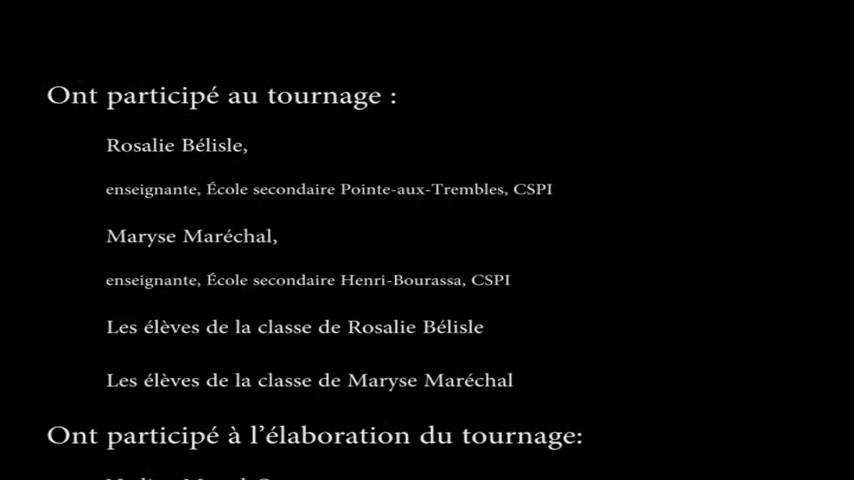 Ont participé au tournage :
Rosalie Bélisle,
enseignante, École secondaire Pointe-aux-Trembles, CSPI
Maryse Maréchal,
enseignante, École secondaire Henri-Bourassa, CSPI
Les élèves de la classe de Rosalie Bélisle
Les élèves de la classe de Maryse Maréchal
Ont participé à l’élaboration du tournage: